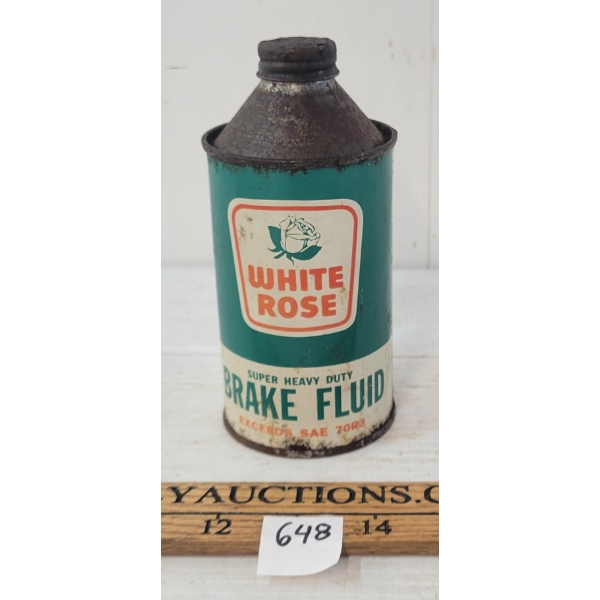 WHITE
ROSE
SUPER HEAVY DUTY
BRAKE FLUID
EXCEEDS SAE 70R3
YAUCTIONS.C
12 14
648